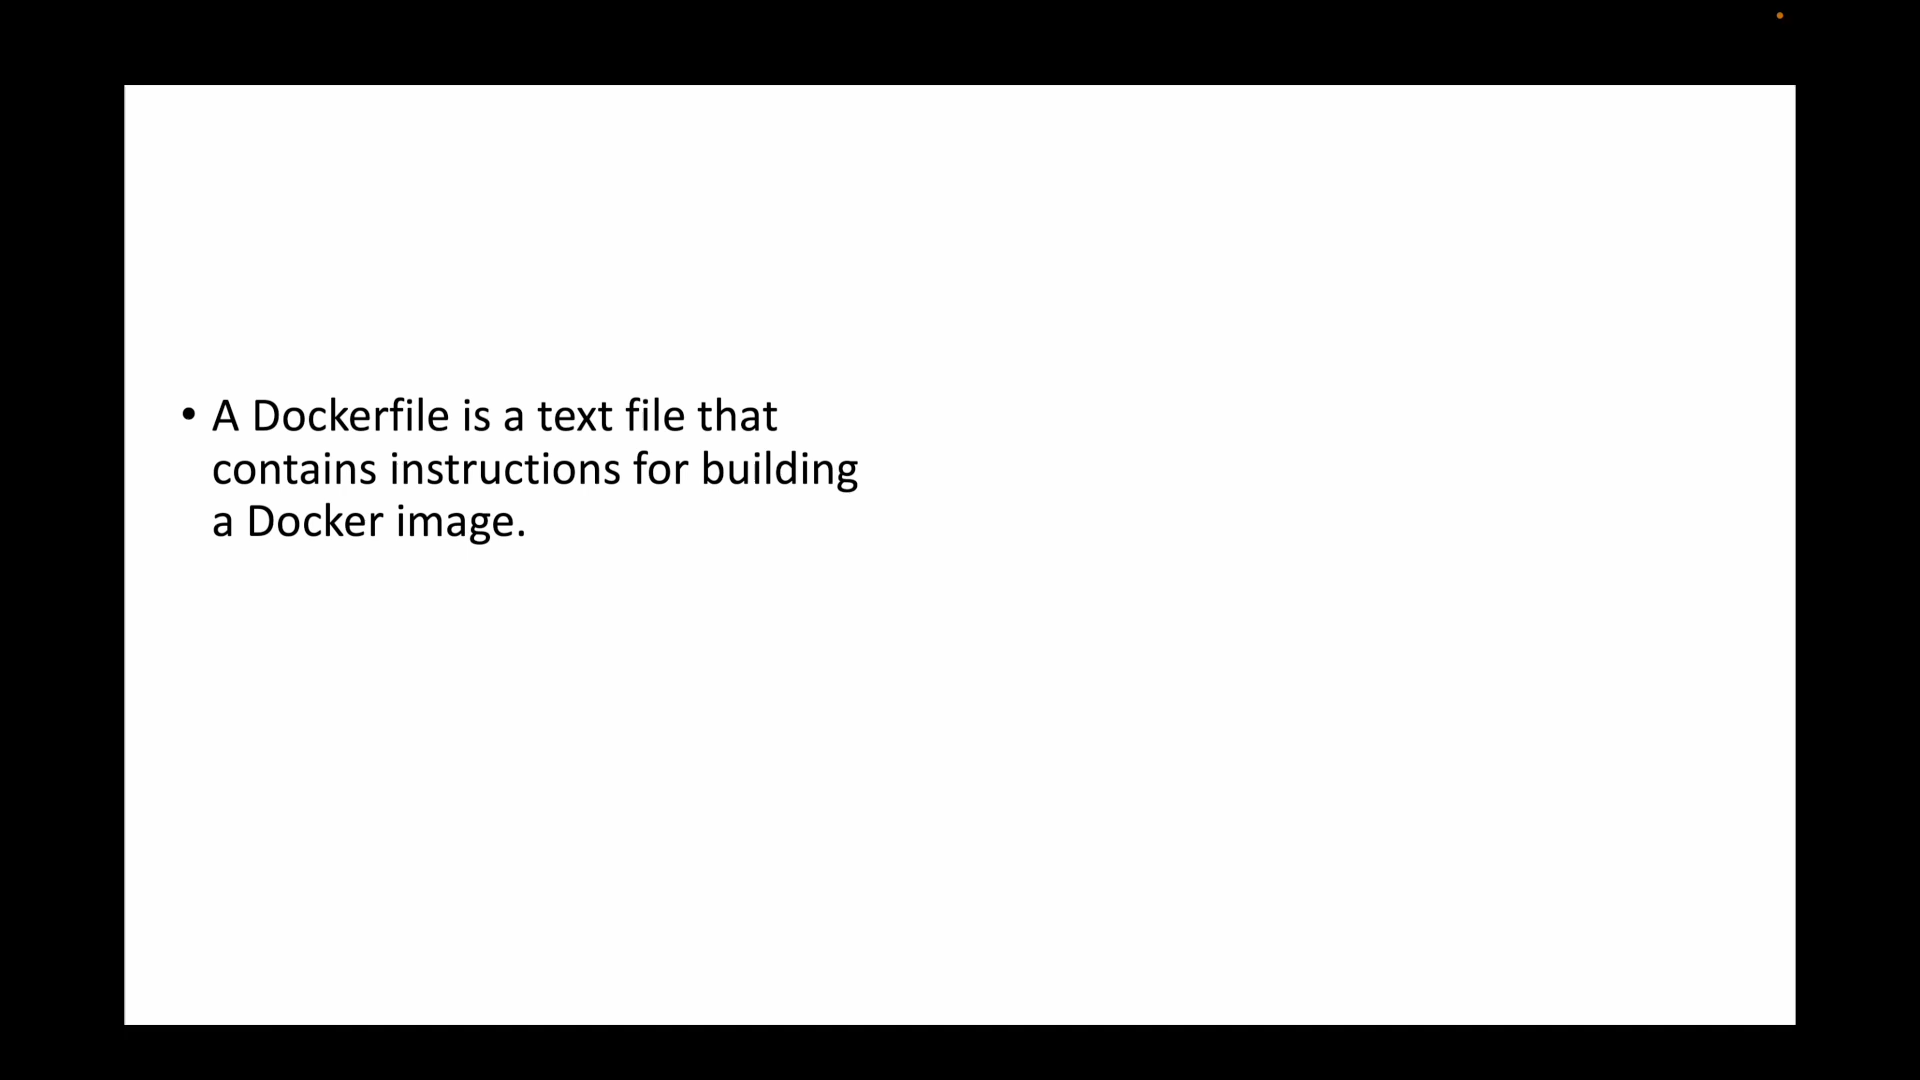 • A Dockerfile is a text file that
contains instructions for building
a Docker image.